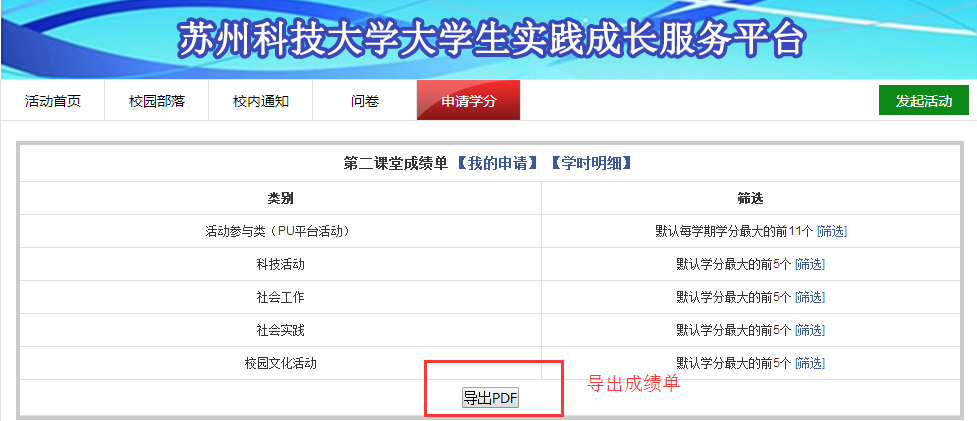 苏州科技大学大学生实践成长服务平台
活动首页 校园部落 校内通知 问卷 申请学分 发起活动
第二课堂成绩单 【我的申请】 【学时明细】
类别 筛选
活动参与类（PU平台活动） 默认每学期学分最大的前11个 [筛选]
科技活动 默认学分最大的前5个 [筛选]
社会工作 默认学分最大的前5个 [筛选]
社会实践 默认学分最大的前5个 [筛选]
校园文化活动 默认学分最大的前5个 [筛选]
导出PDF 导出成绩单